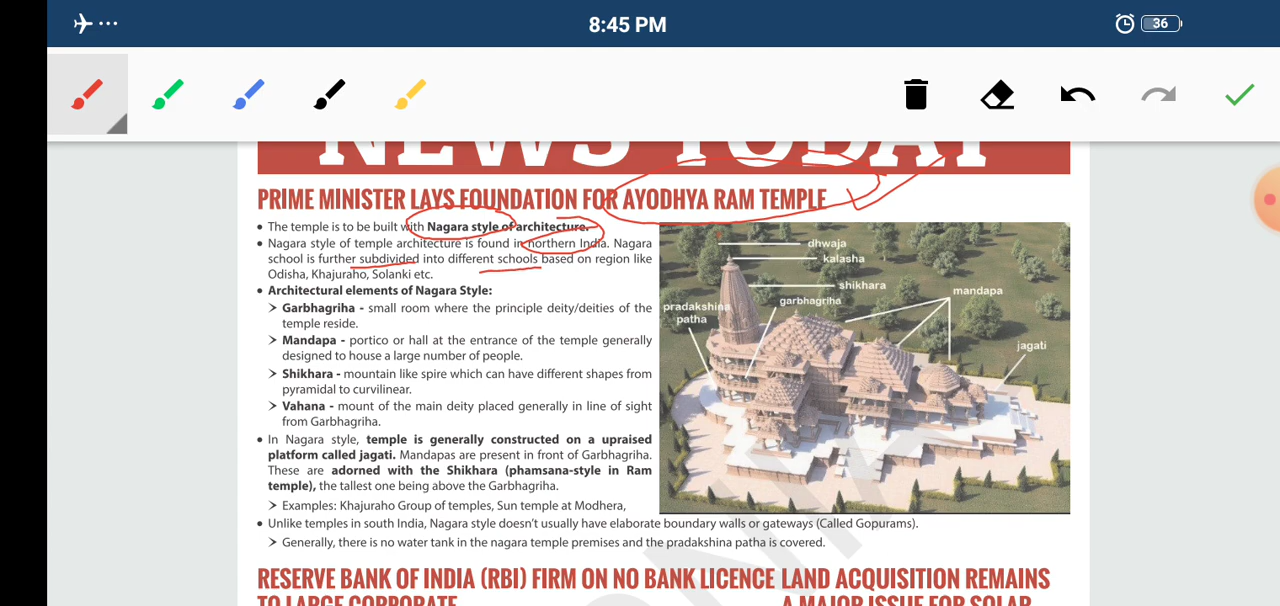 8:45 PM
36
NEWS TODAY
PRIME MINISTER LAYS FOUNDATION FOR AYODHYA RAM TEMPLE
• The temple is to be built with Nagara style of architecture.
• Nagara style of temple architecture is found in northern India. Nagara
school is further subdivided into different schools based on region like
Odisha, Khajuraho, Solanki etc.
• Architectural elements of Nagara Style:
➢ Garbhagriha - small room where the principle deity/deities of the
temple reside.
➢ Mandapa - portico or hall at the entrance of the temple generally
designed to house a large number of people.
➢ Shikhara - mountain like spire which can have different shapes from
pyramidal to curvilinear.
➢ Vahana - mount of the main deity placed generally in line of sight
from Garbhagriha.
• In Nagara style, temple is generally constructed on a upraised
platform called jagati. Mandapas are present in front of Garbhagriha.
These are adorned with the Shikhara (phamsana-style in Ram
temple), the tallest one being above the Garbhagriha.
➢ Examples: Khajuraho Group of temples, Sun temple at Modhera,
dhwaja
kalasha
shikhara
garbhagriha
mandapa
pradakshina
patha
jagati
• Unlike temples in south India, Nagara style doesn't usually have elaborate boundary walls or gateways (Called Gopurams).
➢ Generally, there is no water tank in the nagara temple premises and the pradakshina patha is covered.
RESERVE BANK OF INDIA (RBI) FIRM ON NO BANK LICENCE
TO LARGE CORPORATE
LAND ACQUISITION REMAINS
A MAJOR ISSUE FOR SOLAR